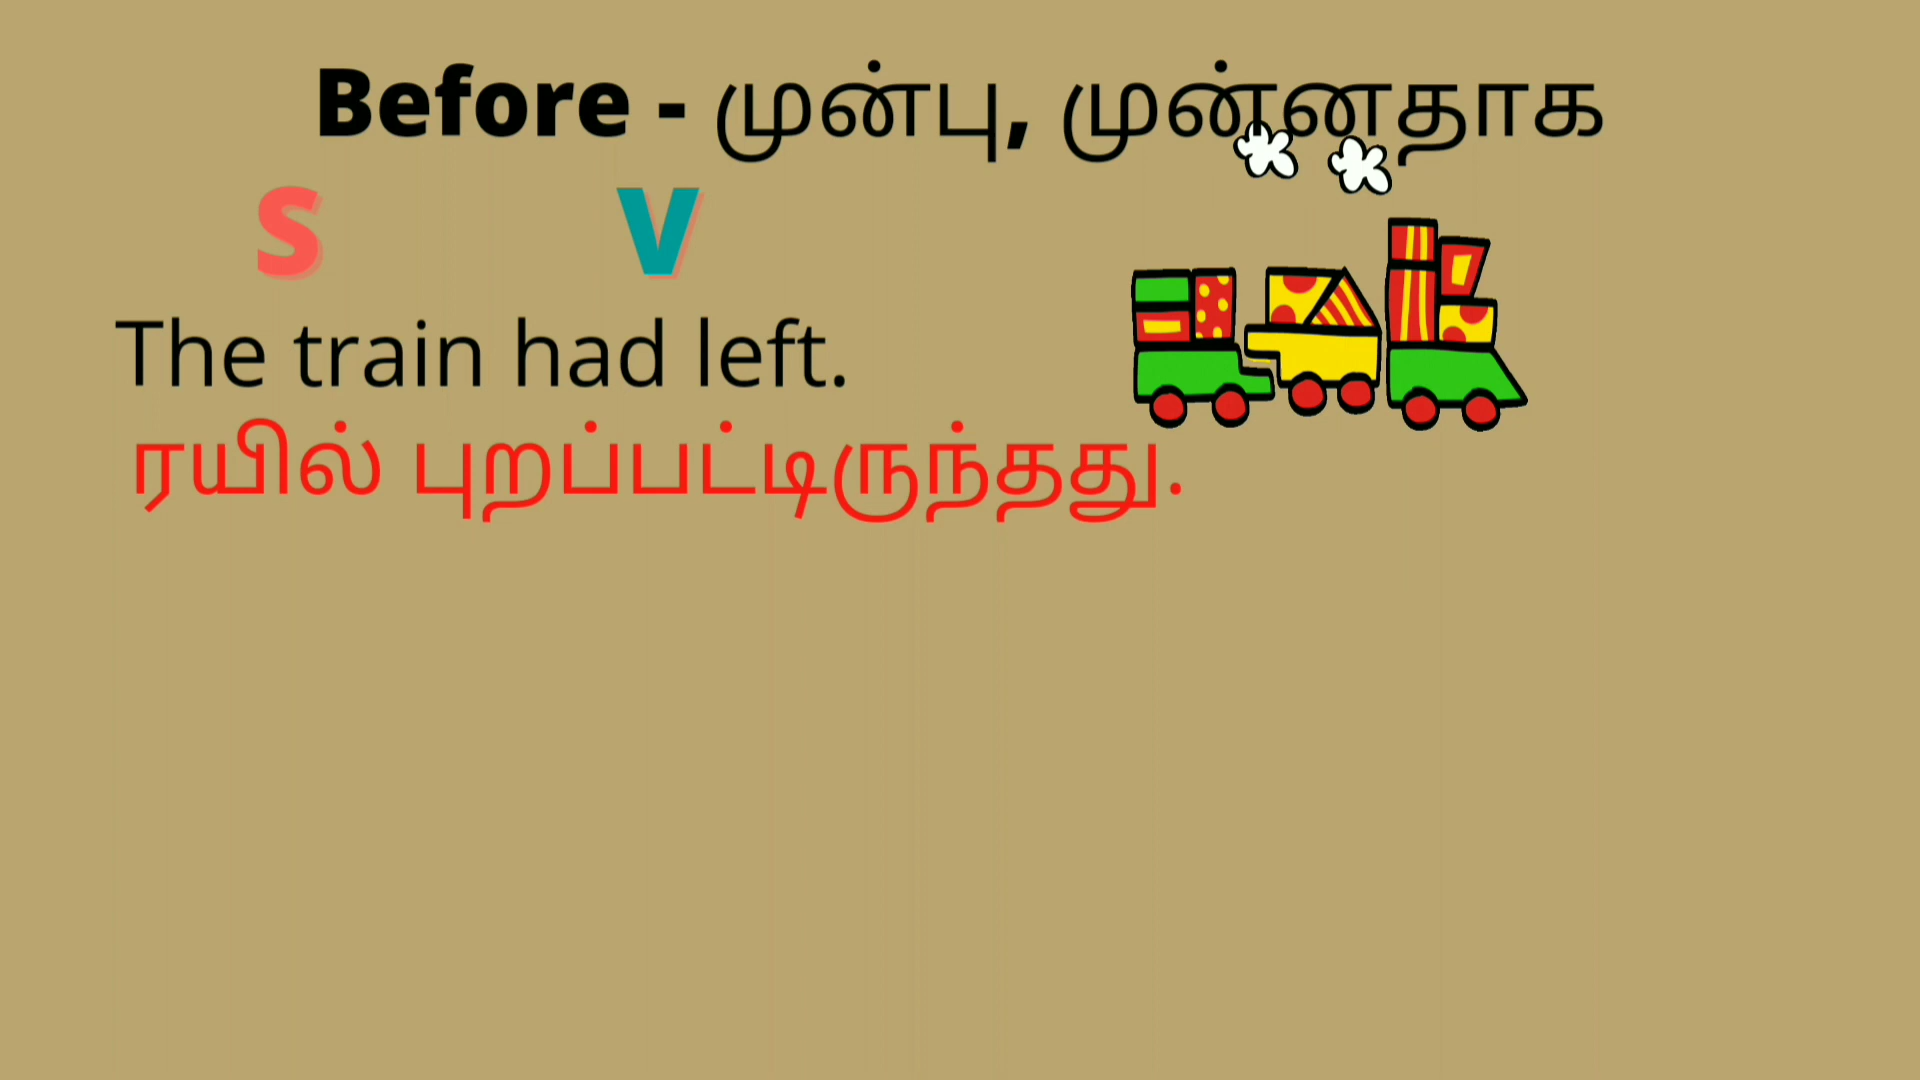 Before - முன்பு, முன்னதாக
S V
The train had left.
ரயில் புறப்பட்டிருந்தது.